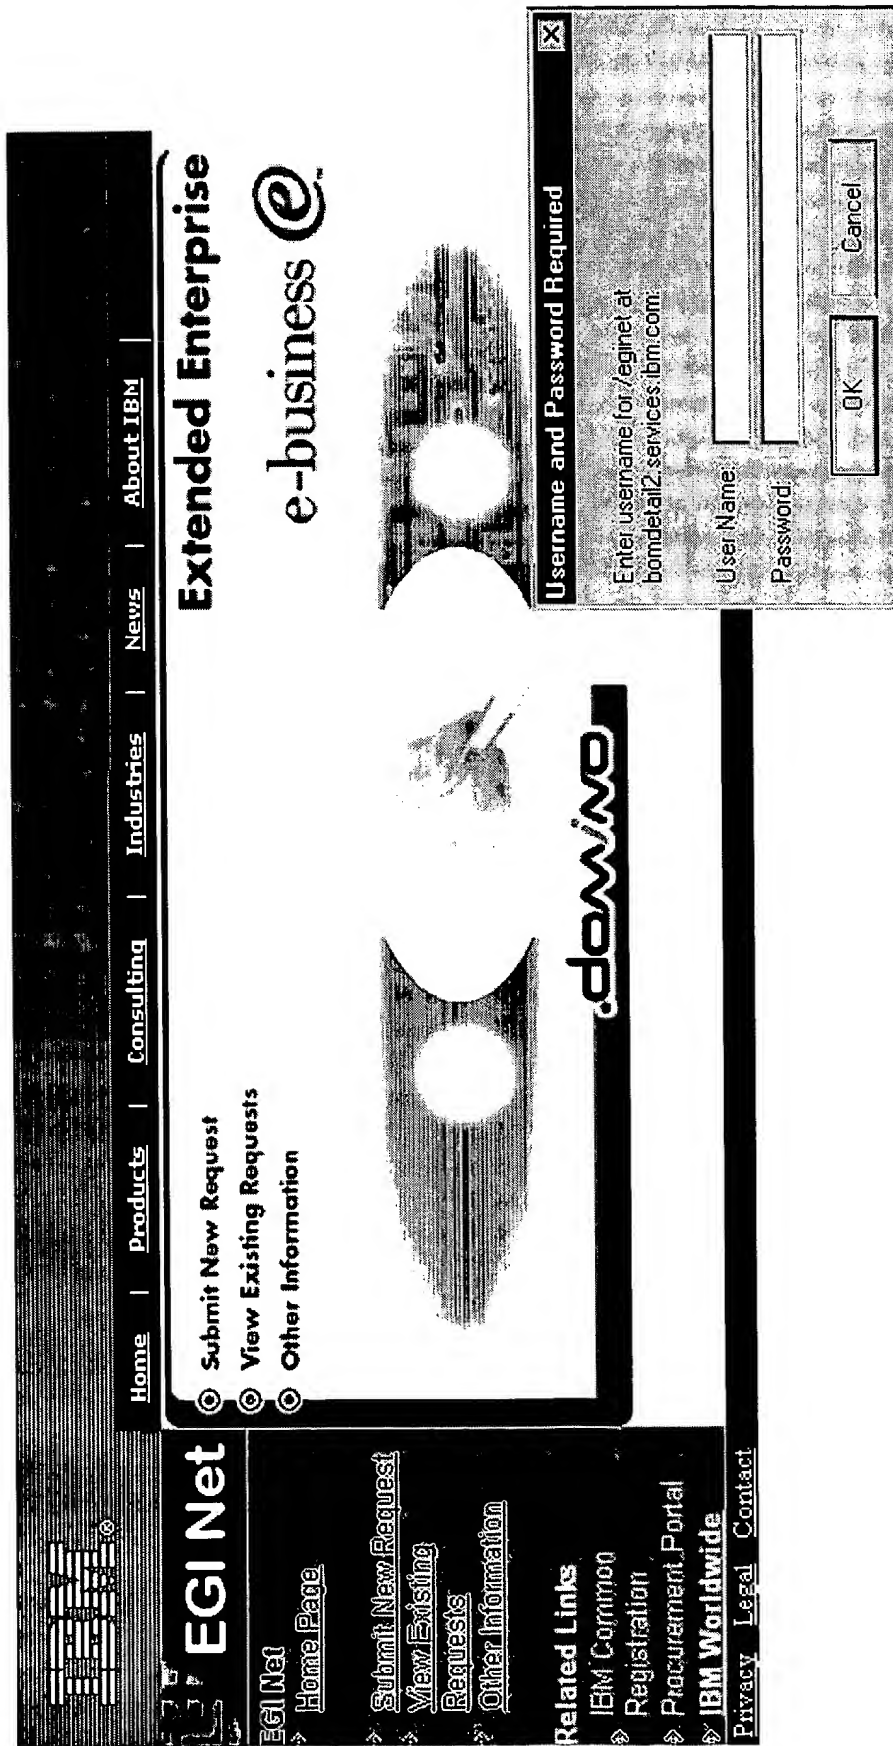 IBM®
Home | Products | Consulting | Industries | News | About IBM |
EGI Net
EGI Net
Home Page
Submit New Request
View Existing
Requests
Other Information
Related Links
IBM Common
Registration
Procurement Portal
IBM Worldwide
Privacy Legal Contact
Submit New Request
View Existing Requests
Other Information
Extended Enterprise
e-business e™
.DOMINO
Username and Password Required
Enter username for /eginet at
bomdetail2.services.ibm.com:
User Name:
Password:
OK Cancel